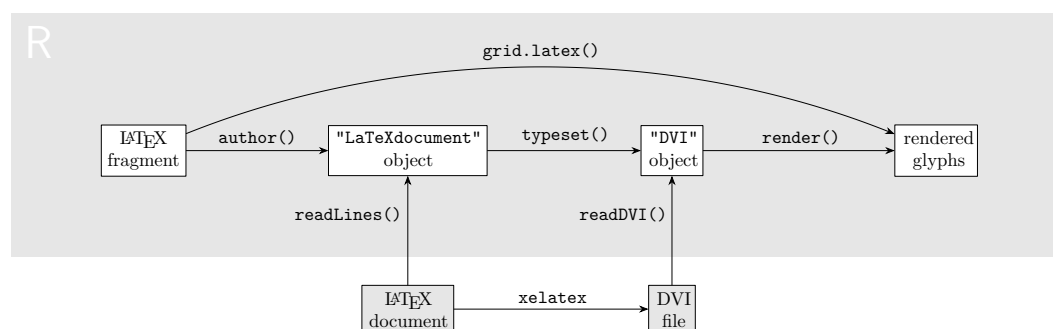 R
grid.latex()
LATEX
fragment
author()
"LaTeXdocument"
object
typeset()
"DVI"
object
render()
rendered
glyphs
readLines()
readDVI()
LATEX
document
xelatex
DVI
file